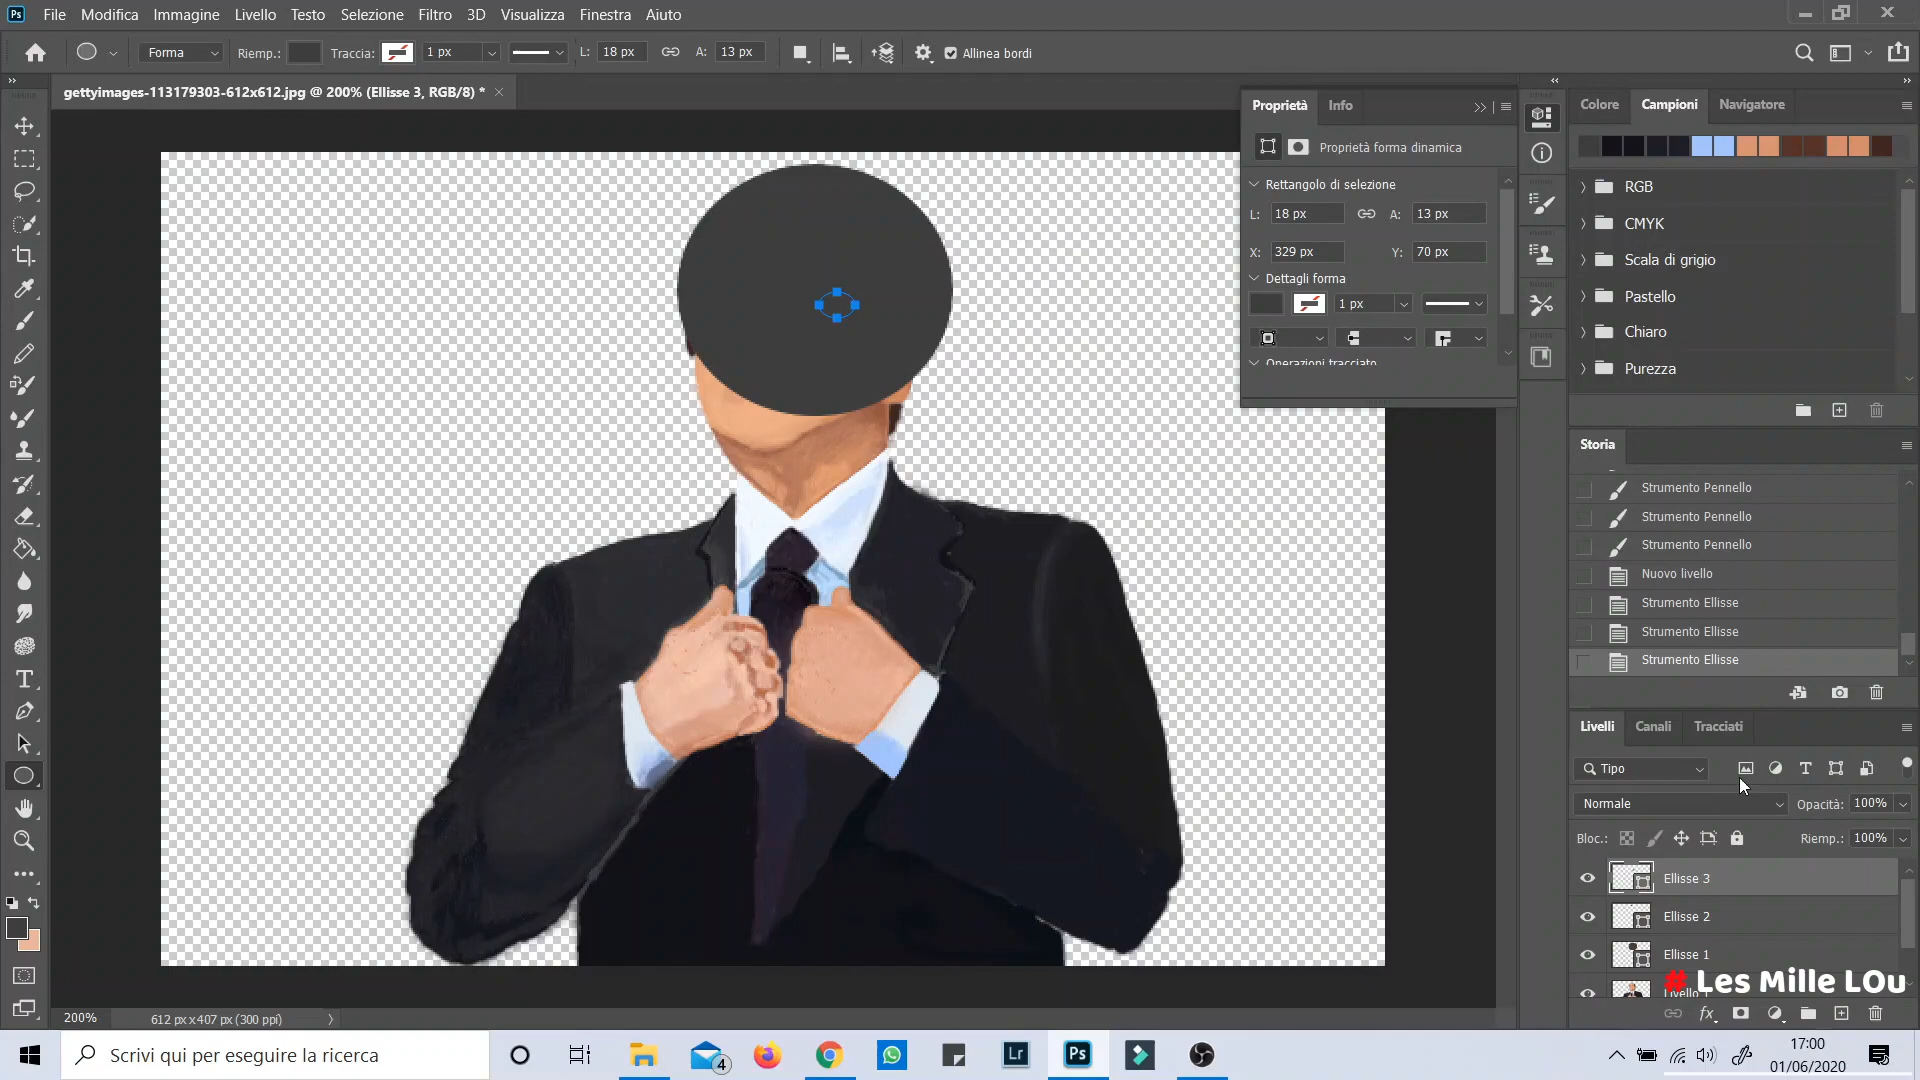 File Modifica Immagine Livello Testo Selezione Filtro 3D Visualizza Finestra Aiuto
Forma Riemp.: Traccia: 1 px L: 18 px A: 13 px Allinea bordi
gettyimages-113179303-612x612.jpg @ 200% (Ellisse 3, RGB/8) *
Proprietà Info
Proprietà forma dinamica
Rettangolo di selezione
L: 18 px A: 13 px
X: 329 px Y: 70 px
Dettagli forma
1 px
Operazioni tracciato
Colore Campioni Navigatore
RGB
CMYK
Scala di grigio
Pastello
Chiaro
Purezza
Storia
Strumento Pennello
Strumento Pennello
Strumento Pennello
Nuovo livello
Strumento Ellisse
Strumento Ellisse
Strumento Ellisse
Livelli Canali Tracciati
Tipo
Normale Opacità: 100%
Bloc.: Riemp.: 100%
Ellisse 3
Ellisse 2
Ellisse 1
Livello 1
# Les Mille LOu
200% 612 px x 407 px (300 ppi)
Scrivi qui per eseguire la ricerca
4
Lr
Ps
17:00
01/06/2020